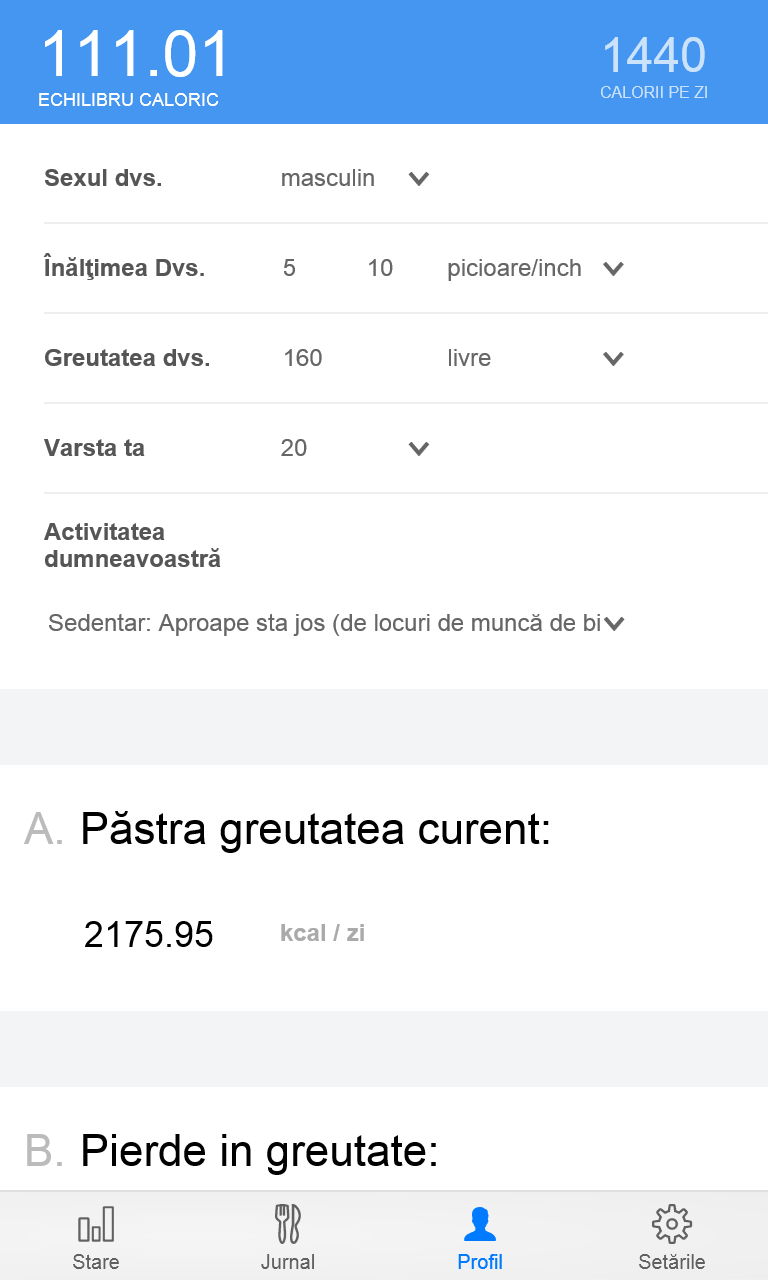 111.01
ECHILIBRU CALORIC
1440
CALORII PE ZI
Sexul dvs. masculin
Înălţimea Dvs. 5 10 picioare/inch
Greutatea dvs. 160 livre
Varsta ta 20
Activitatea
dumneavoastră
Sedentar: Aproape sta jos (de locuri de muncă de bi
A. Păstra greutatea curent:
2175.95 kcal / zi
B. Pierde in greutate:
Stare Jurnal Profil Setările